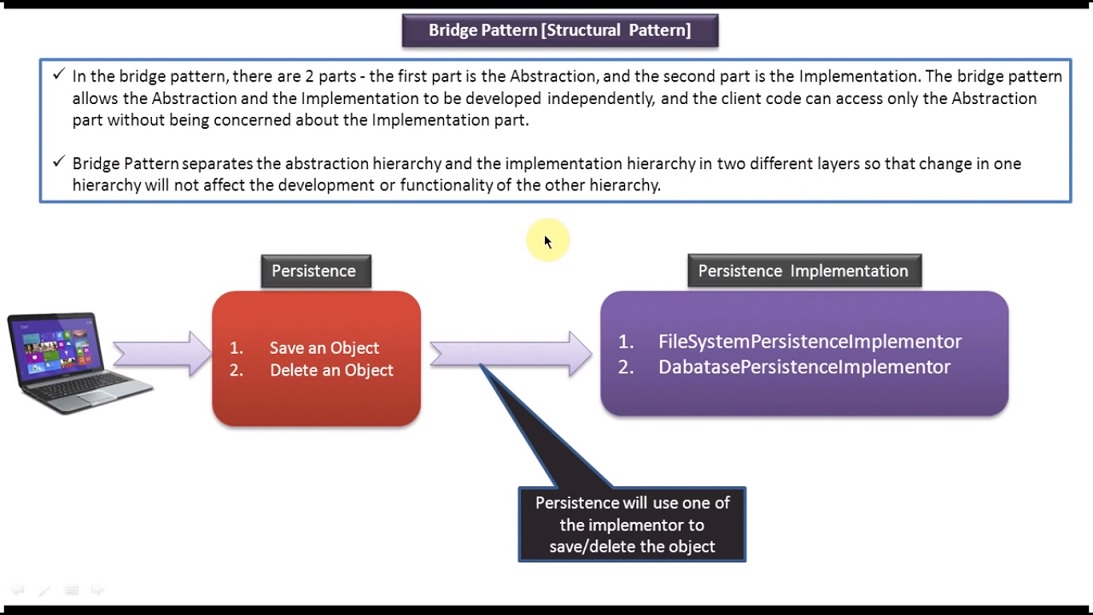 Bridge Pattern [Structural Pattern]
✓ In the bridge pattern, there are 2 parts - the first part is the Abstraction, and the second part is the Implementation. The bridge pattern
allows the Abstraction and the Implementation to be developed independently, and the client code can access only the Abstraction
part without being concerned about the Implementation part.
✓ Bridge Pattern separates the abstraction hierarchy and the implementation hierarchy in two different layers so that change in one
hierarchy will not affect the development or functionality of the other hierarchy.
Persistence
1. Save an Object
2. Delete an Object
Persistence Implementation
1. FileSystemPersistenceImplementor
2. DabatasePersistenceImplementor
Persistence will use one of
the implementor to
save/delete the object